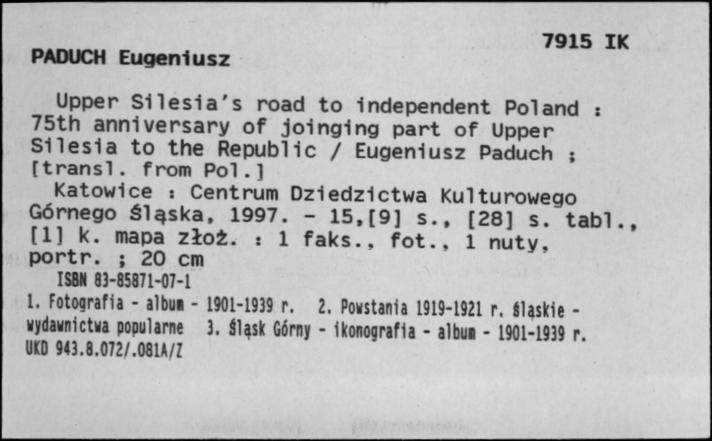 7915 IK
PADUCH Eugeniusz
Upper Silesia's road to independent Poland :
75th anniversary of joinging part of Upper
Silesia to the Republic / Eugeniusz Paduch ;
[transl. from Pol.]
Katowice : Centrum Dziedzictwa Kulturowego
Górnego Śląska, 1997. - 15,[9] s., [28] s. tabl.,
[1] k. mapa złoż. : 1 faks., fot., 1 nuty,
portr. ; 20 cm
ISBN 83-85871-07-1
1. Fotografia - album - 1901-1939 r. 2. Powstania 1919-1921 r. śląskie -
wydawnictwa popularne 3. Śląsk Górny - ikonografia - album - 1901-1939 r.
UKD 943.8.072/.081A/Z